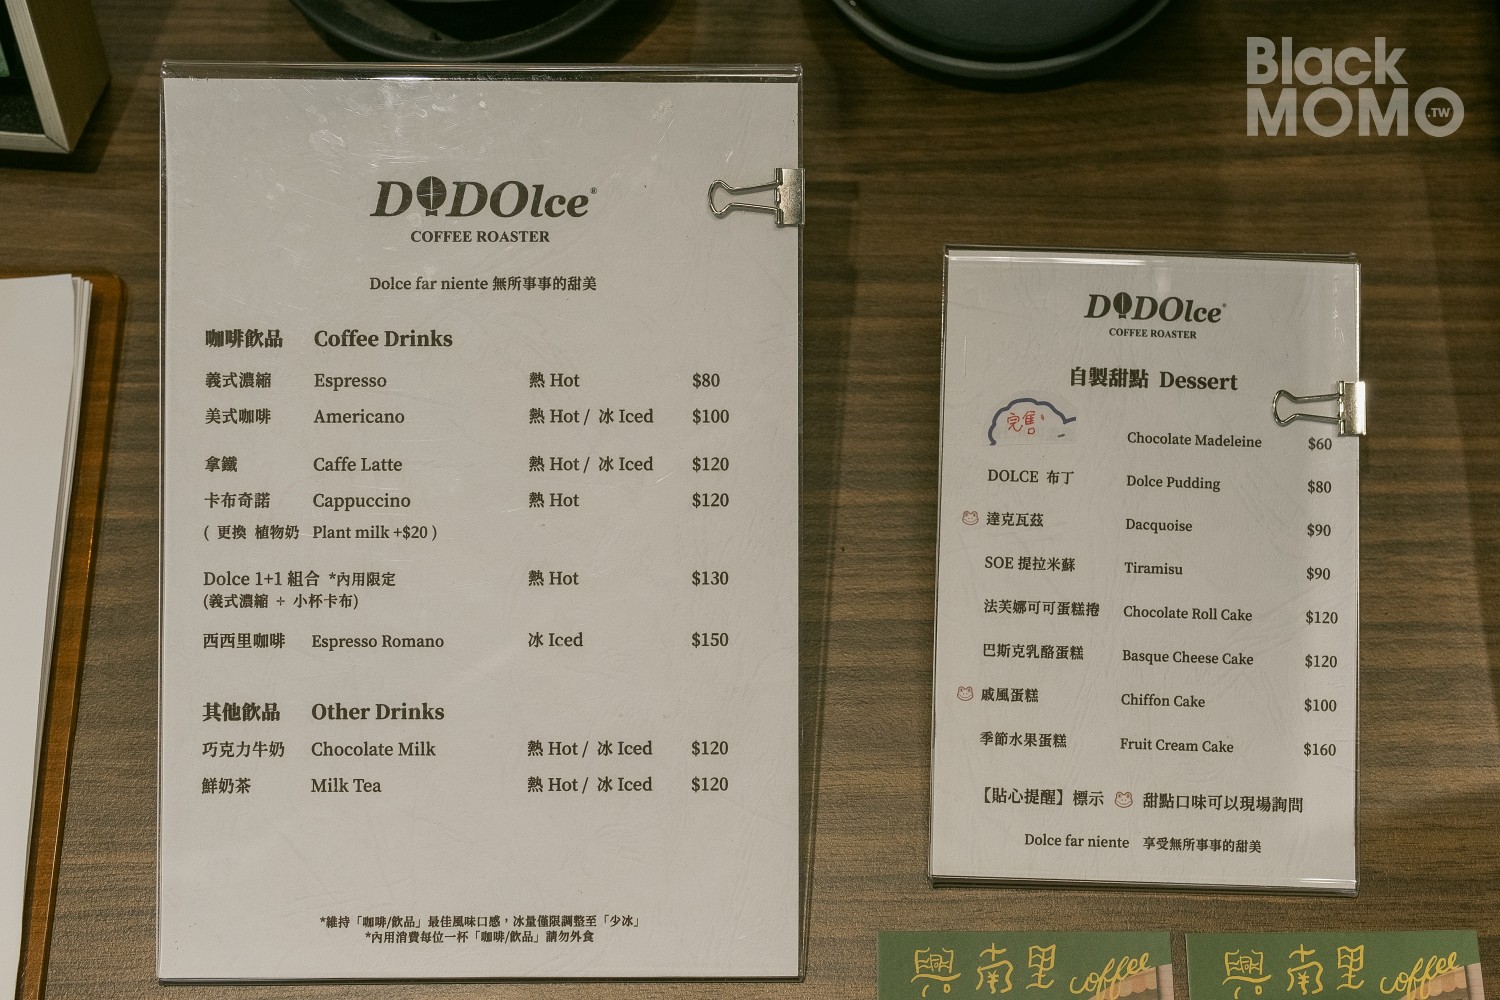 Black
MOMO.TW
DODOlce®
COFFEE ROASTER
Dolce far niente 無所事事的甜美
咖啡飲品 Coffee Drinks
義式濃縮 Espresso 熱 Hot $80
美式咖啡 Americano 熱 Hot / 冰 Iced $100
拿鐵 Caffe Latte 熱 Hot / 冰 Iced $120
卡布奇諾 Cappuccino 熱 Hot $120
( 更換 植物奶 Plant milk +$20 )
Dolce 1+1 組合 *內用限定 熱 Hot $130
(義式濃縮 + 小杯卡布)
西西里咖啡 Espresso Romano 冰 Iced $150
其他飲品 Other Drinks
巧克力牛奶 Chocolate Milk 熱 Hot / 冰 Iced $120
鮮奶茶 Milk Tea 熱 Hot / 冰 Iced $120
*維持「咖啡/飲品」最佳風味口感，冰量僅限調整至「少冰」
*內用消費每位一杯「咖啡/飲品」請勿外食
DODOlce®
COFFEE ROASTER
自製甜點 Dessert
完售 Chocolate Madeleine $60
DOLCE 布丁 Dolce Pudding $80
達克瓦茲 Dacquoise $90
SOE 提拉米蘇 Tiramisu $90
法芙娜可可蛋糕捲 Chocolate Roll Cake $120
巴斯克乳酪蛋糕 Basque Cheese Cake $120
戚風蛋糕 Chiffon Cake $100
季節水果蛋糕 Fruit Cream Cake $160
【貼心提醒】標示 甜點口味可以現場詢問
Dolce far niente 享受無所事事的甜美
興南里 coffee
興南里 coffee